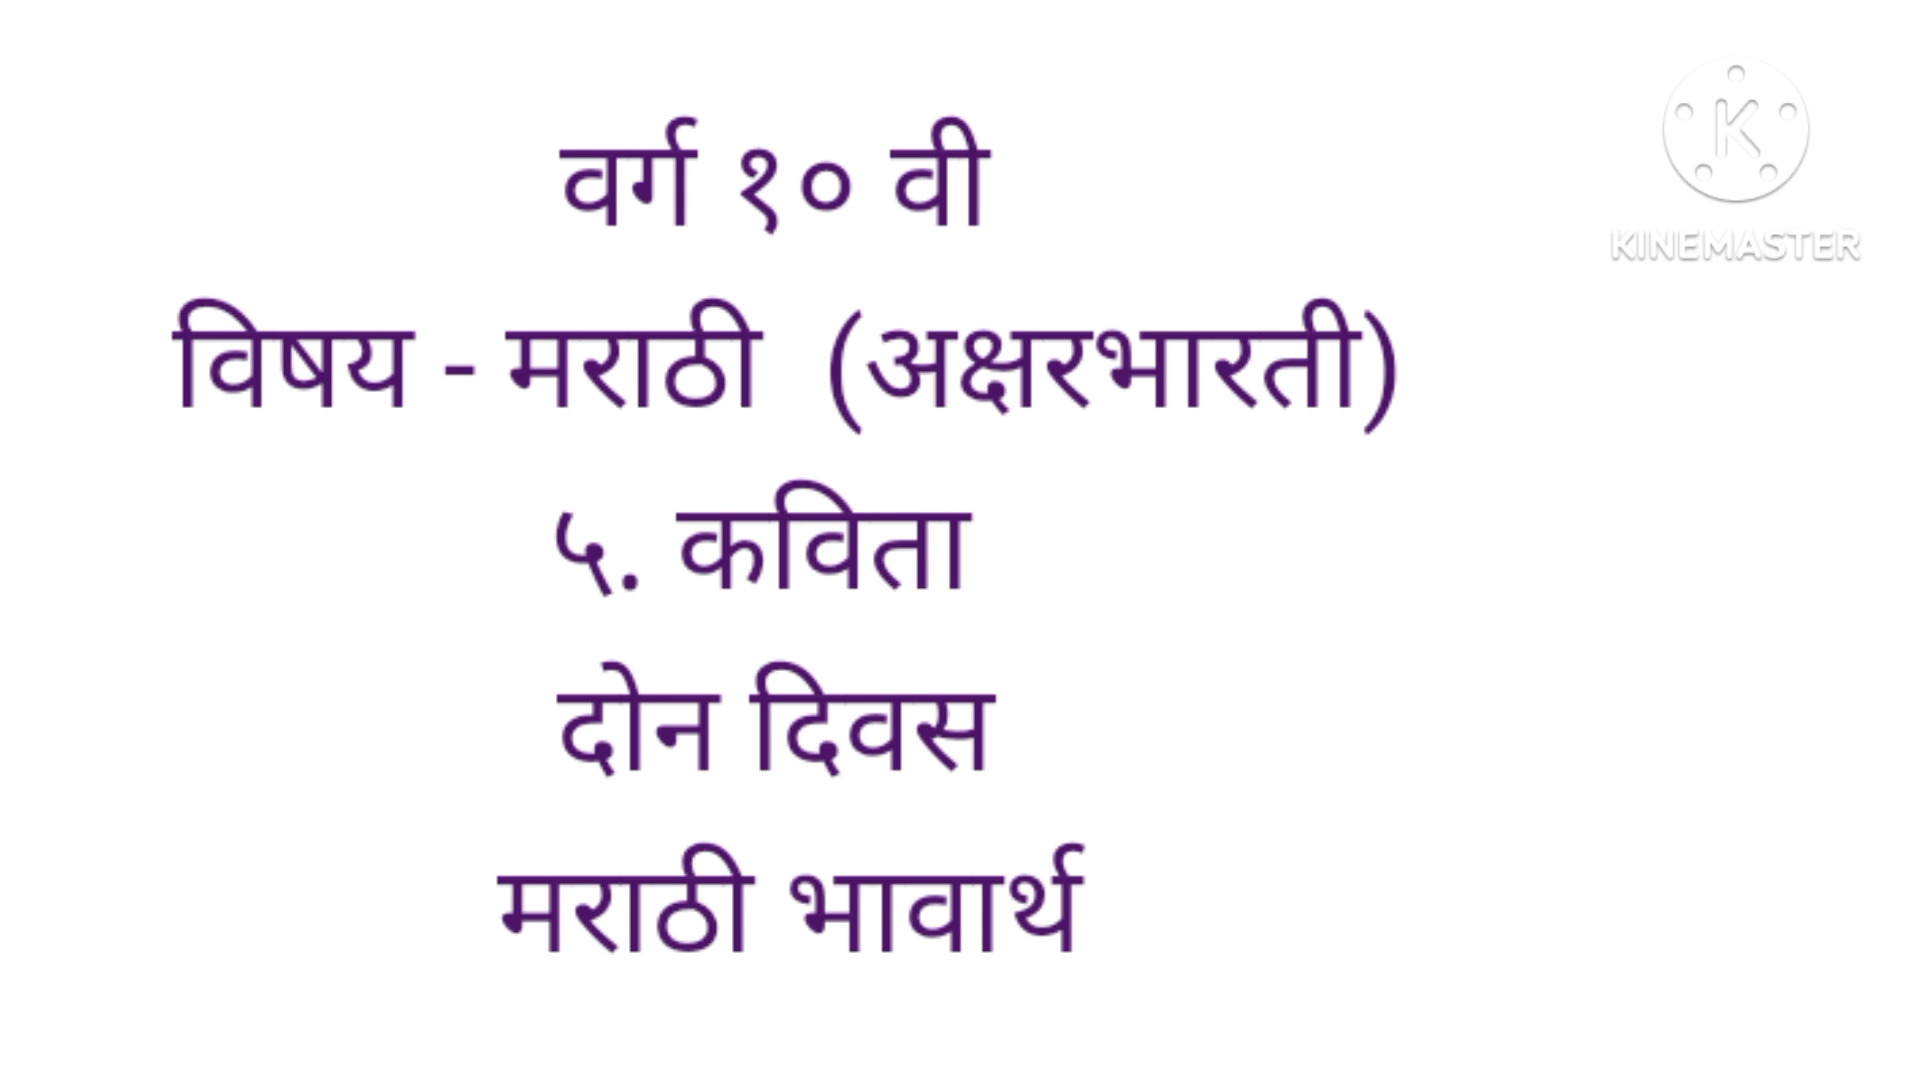 वर्ग १० वी
विषय - मराठी (अक्षरभारती)
५. कविता
दोन दिवस
मराठी भावार्थ
K
KINEMASTER